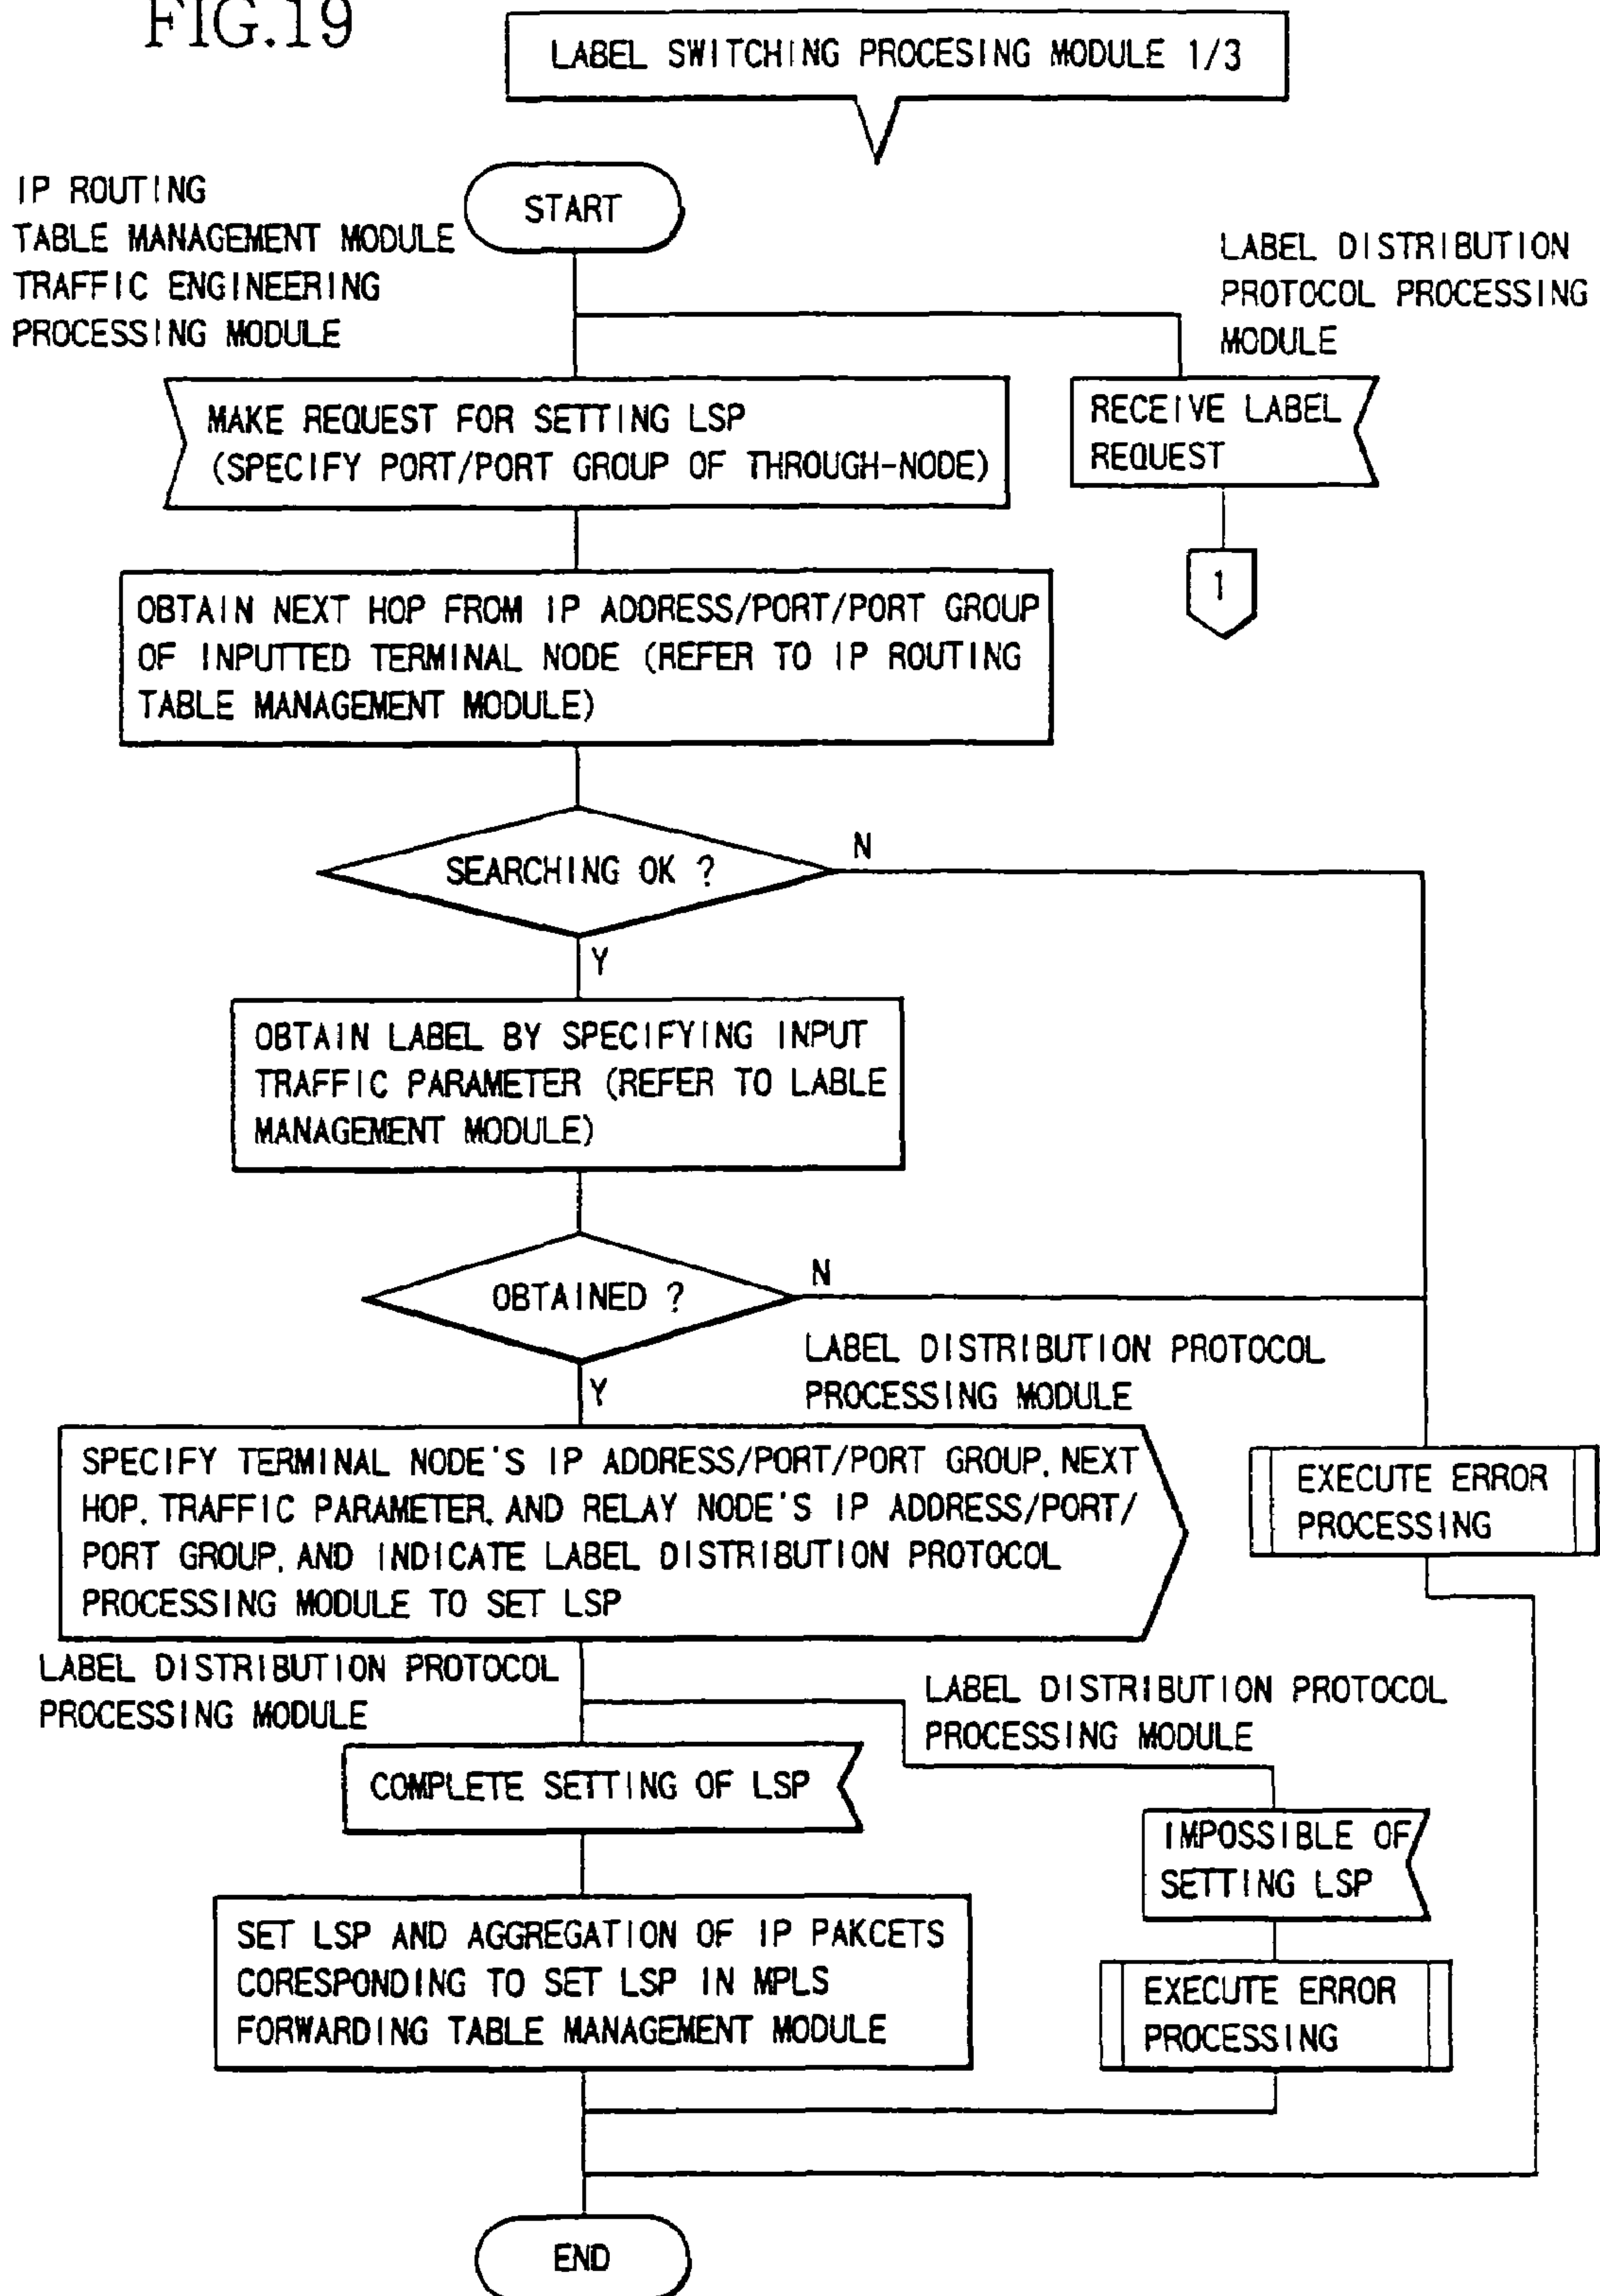 FIG.19
LABEL SWITCHING PROCESING MODULE 1/3
IP ROUTING
TABLE MANAGEMENT MODULE
TRAFFIC ENGINEERING
PROCESSING MODULE
START
LABEL DISTRIBUTION
PROTOCOL PROCESSING
MODULE
MAKE REQUEST FOR SETTING LSP
(SPECIFY PORT/PORT GROUP OF THROUGH-NODE)
RECEIVE LABEL
REQUEST
1
OBTAIN NEXT HOP FROM IP ADDRESS/PORT/PORT GROUP
OF INPUTTED TERMINAL NODE (REFER TO IP ROUTING
TABLE MANAGEMENT MODULE)
SEARCHING OK ?
N
Y
OBTAIN LABEL BY SPECIFYING INPUT
TRAFFIC PARAMETER (REFER TO LABLE
MANAGEMENT MODULE)
OBTAINED ?
N
Y
LABEL DISTRIBUTION PROTOCOL
PROCESSING MODULE
SPECIFY TERMINAL NODE'S IP ADDRESS/PORT/PORT GROUP, NEXT
HOP, TRAFFIC PARAMETER, AND RELAY NODE'S IP ADDRESS/PORT/
PORT GROUP, AND INDICATE LABEL DISTRIBUTION PROTOCOL
PROCESSING MODULE TO SET LSP
EXECUTE ERROR
PROCESSING
LABEL DISTRIBUTION PROTOCOL
PROCESSING MODULE
LABEL DISTRIBUTION PROTOCOL
PROCESSING MODULE
COMPLETE SETTING OF LSP
IMPOSSIBLE OF
SETTING LSP
SET LSP AND AGGREGATION OF IP PAKCETS
CORESPONDING TO SET LSP IN MPLS
FORWARDING TABLE MANAGEMENT MODULE
EXECUTE ERROR
PROCESSING
END